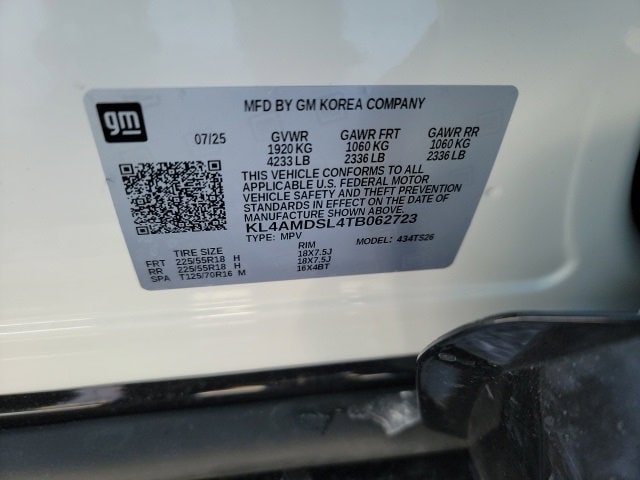 gm
MFD BY GM KOREA COMPANY
07/25 GVWR GAWR FRT GAWR RR
1920 KG 1060 KG 1060 KG
4233 LB 2336 LB 2336 LB
THIS VEHICLE CONFORMS TO ALL
APPLICABLE U.S. FEDERAL MOTOR
VEHICLE SAFETY AND THEFT PREVENTION
STANDARDS IN EFFECT ON THE DATE OF
MANUFACTURE SHOWN ABOVE.
KL4AMDSL4TB062723
TYPE: MPV MODEL: 434TS26
TIRE SIZE RIM
FRT 225/55R18 H 18X7.5J
RR 225/55R18 H 18X7.5J
SPA T125/70R16 M 16X4BT